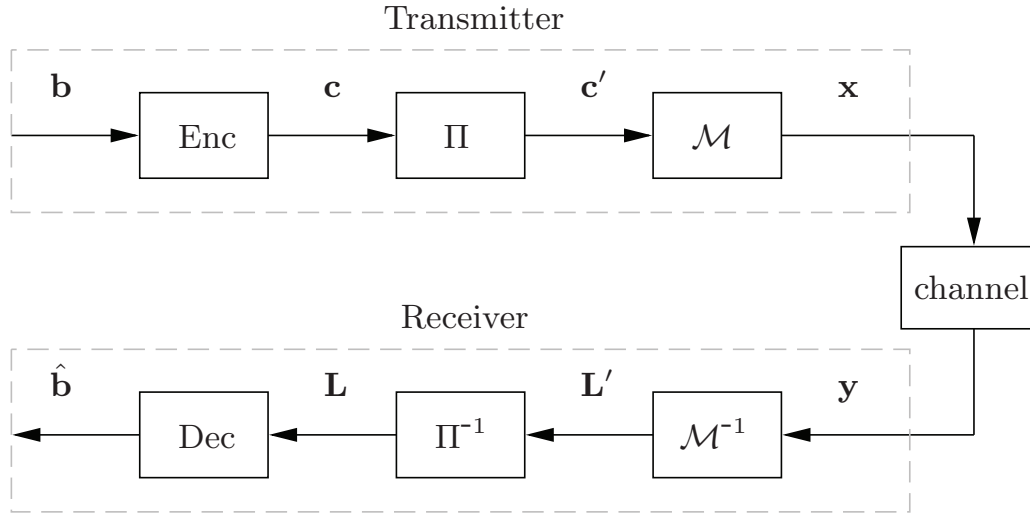 Transmitter
b c c′ x
Enc Π ℳ
channel
Receiver
b̂ L L′ y
Dec Π⁻¹ ℳ⁻¹